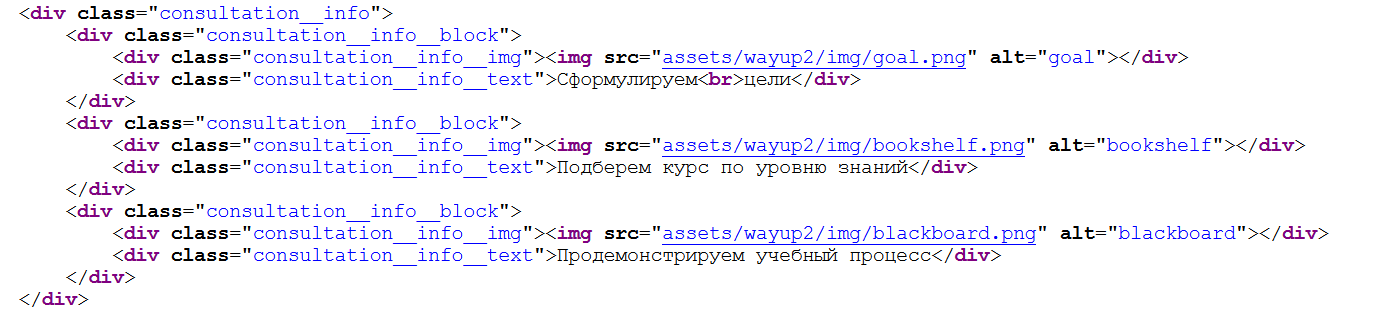 <div class="consultation__info">
<div class="consultation__info__block">
<div class="consultation__info__img"><img src="assets/wayup2/img/goal.png" alt="goal"></div>
<div class="consultation__info__text">Сформулируем<br>цели</div>
</div>
<div class="consultation__info__block">
<div class="consultation__info__img"><img src="assets/wayup2/img/bookshelf.png" alt="bookshelf"></div>
<div class="consultation__info__text">Подберем курс по уровню знаний</div>
</div>
<div class="consultation__info__block">
<div class="consultation__info__img"><img src="assets/wayup2/img/blackboard.png" alt="blackboard"></div>
<div class="consultation__info__text">Продемонстрируем учебный процесс</div>
</div>
</div>